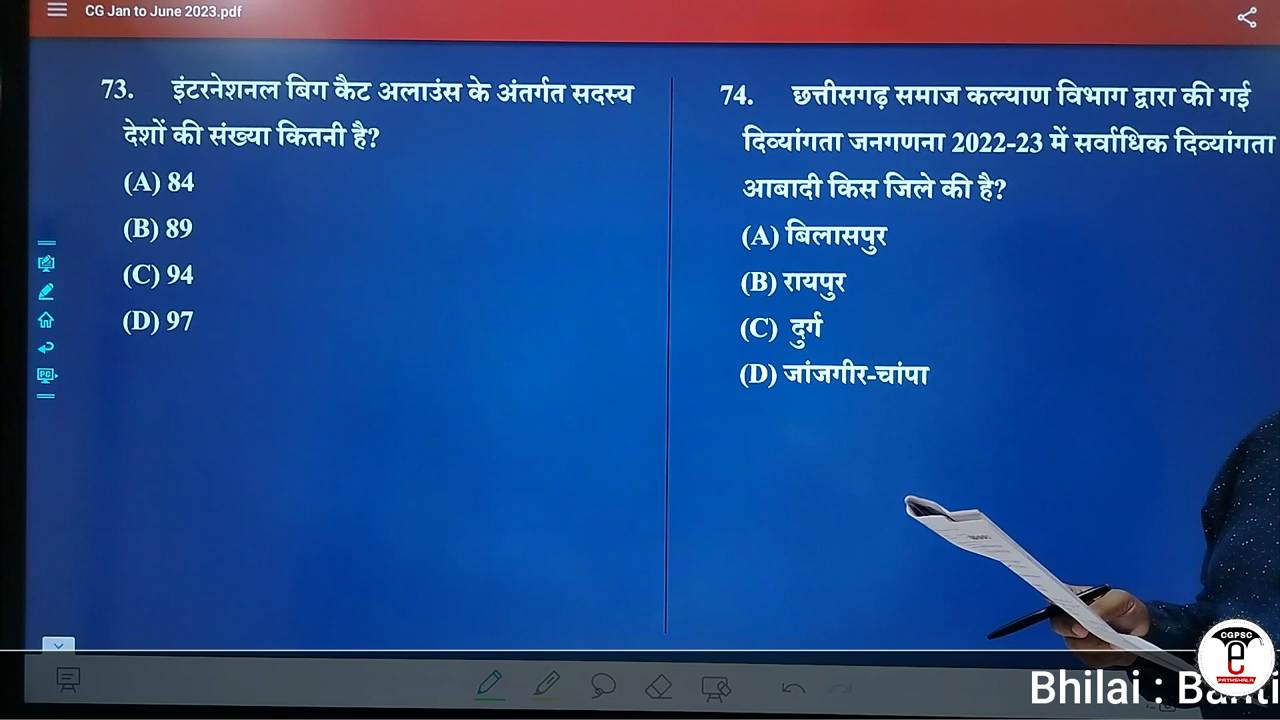 CG Jan to June 2023.pdf
73. इंटरनेशनल बिग कैट अलाउंस के अंतर्गत सदस्य
देशों की संख्या कितनी है?
(A) 84
(B) 89
(C) 94
(D) 97
74. छत्तीसगढ़ समाज कल्याण विभाग द्वारा की गई
दिव्यांगता जनगणना 2022-23 में सर्वाधिक दिव्यांगता
आबादी किस जिले की है?
(A) बिलासपुर
(B) रायपुर
(C) दुर्ग
(D) जांजगीर-चांपा
CGPSC
e
PATHSHALA
Bhilai :